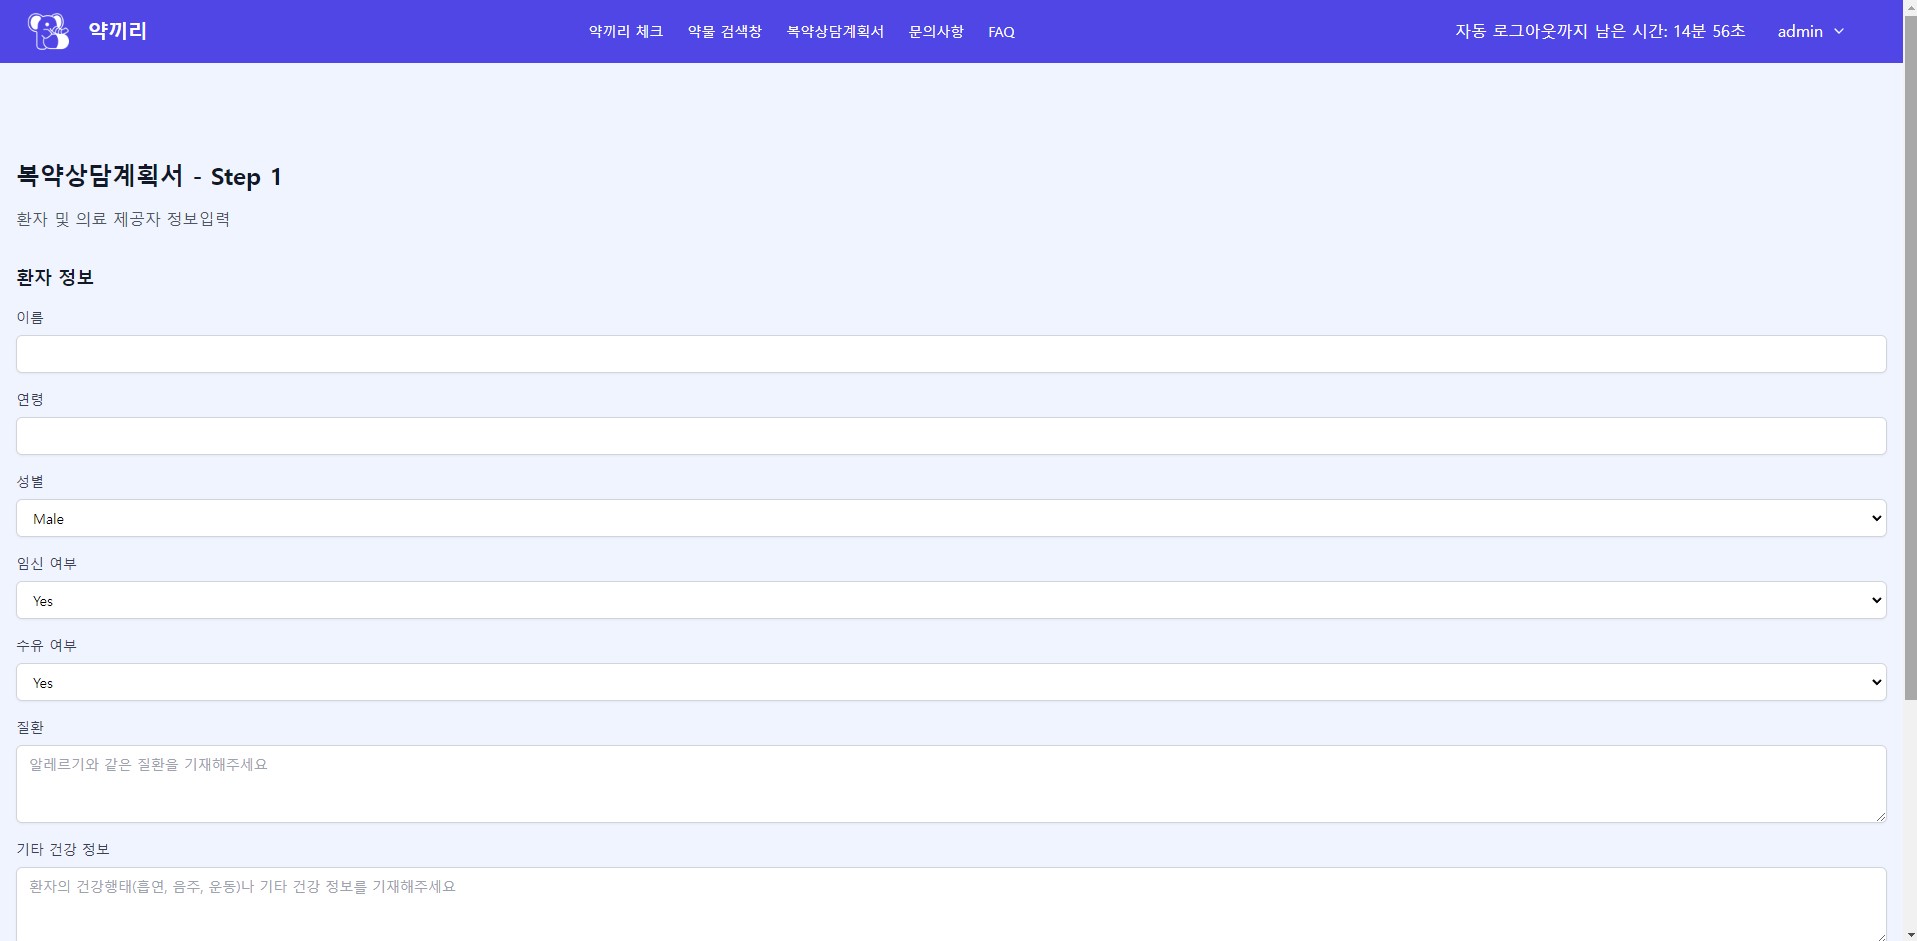 약끼리
약끼리 체크 약물 검색창 복약상담계획서 문의사항 FAQ
자동 로그아웃까지 남은 시간: 14분 56초 admin
복약상담계획서 - Step 1
환자 및 의료 제공자 정보입력
환자 정보
이름
연령
성별
Male
임신 여부
Yes
수유 여부
Yes
질환
알레르기와 같은 질환을 기재해주세요
기타 건강 정보
환자의 건강행태(흡연, 음주, 운동)나 기타 건강 정보를 기재해주세요